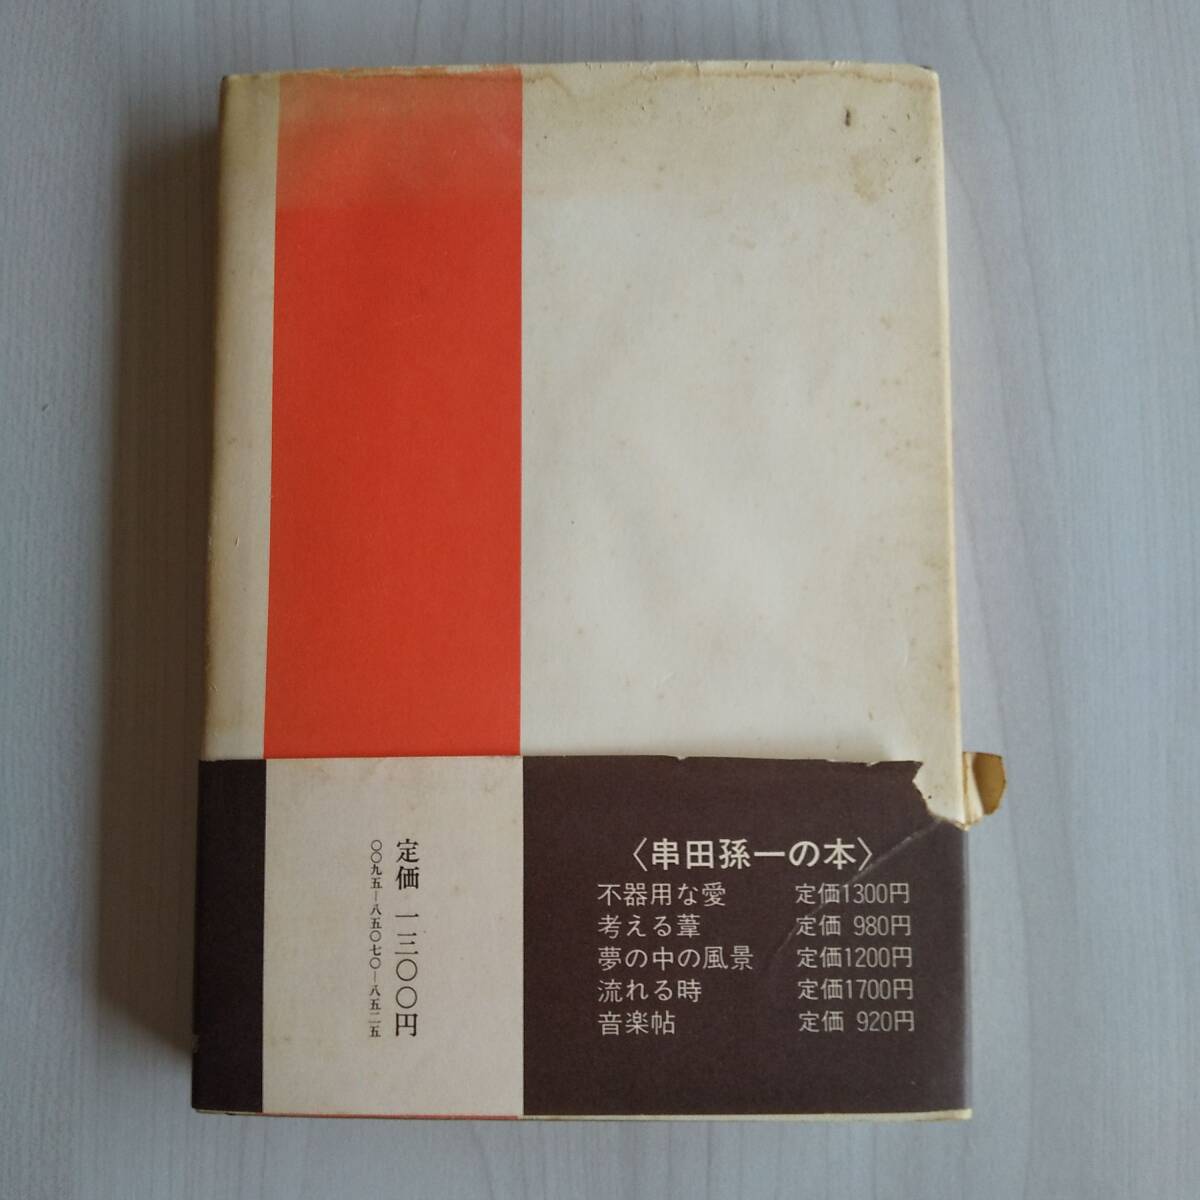 〈串田孫一の本〉
不器用な愛 定価1300円
考える葦 定価 980円
夢の中の風景 定価1200円
流れる時 定価1700円
音楽帖 定価 920円
定価 一三〇〇円
〇〇九五−八五〇七〇−八五二五